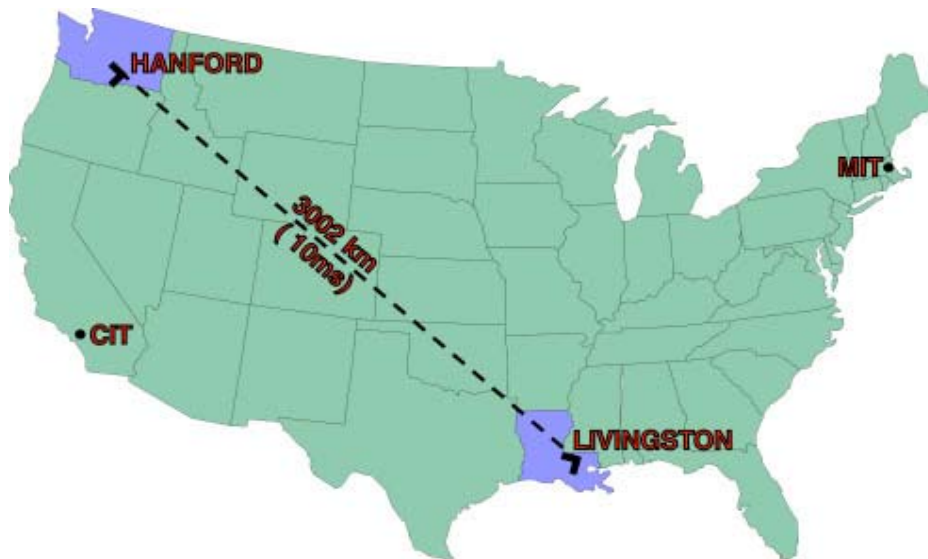 HANFORD
MIT
3002 km
( 10ms)
CIT
LIVINGSTON